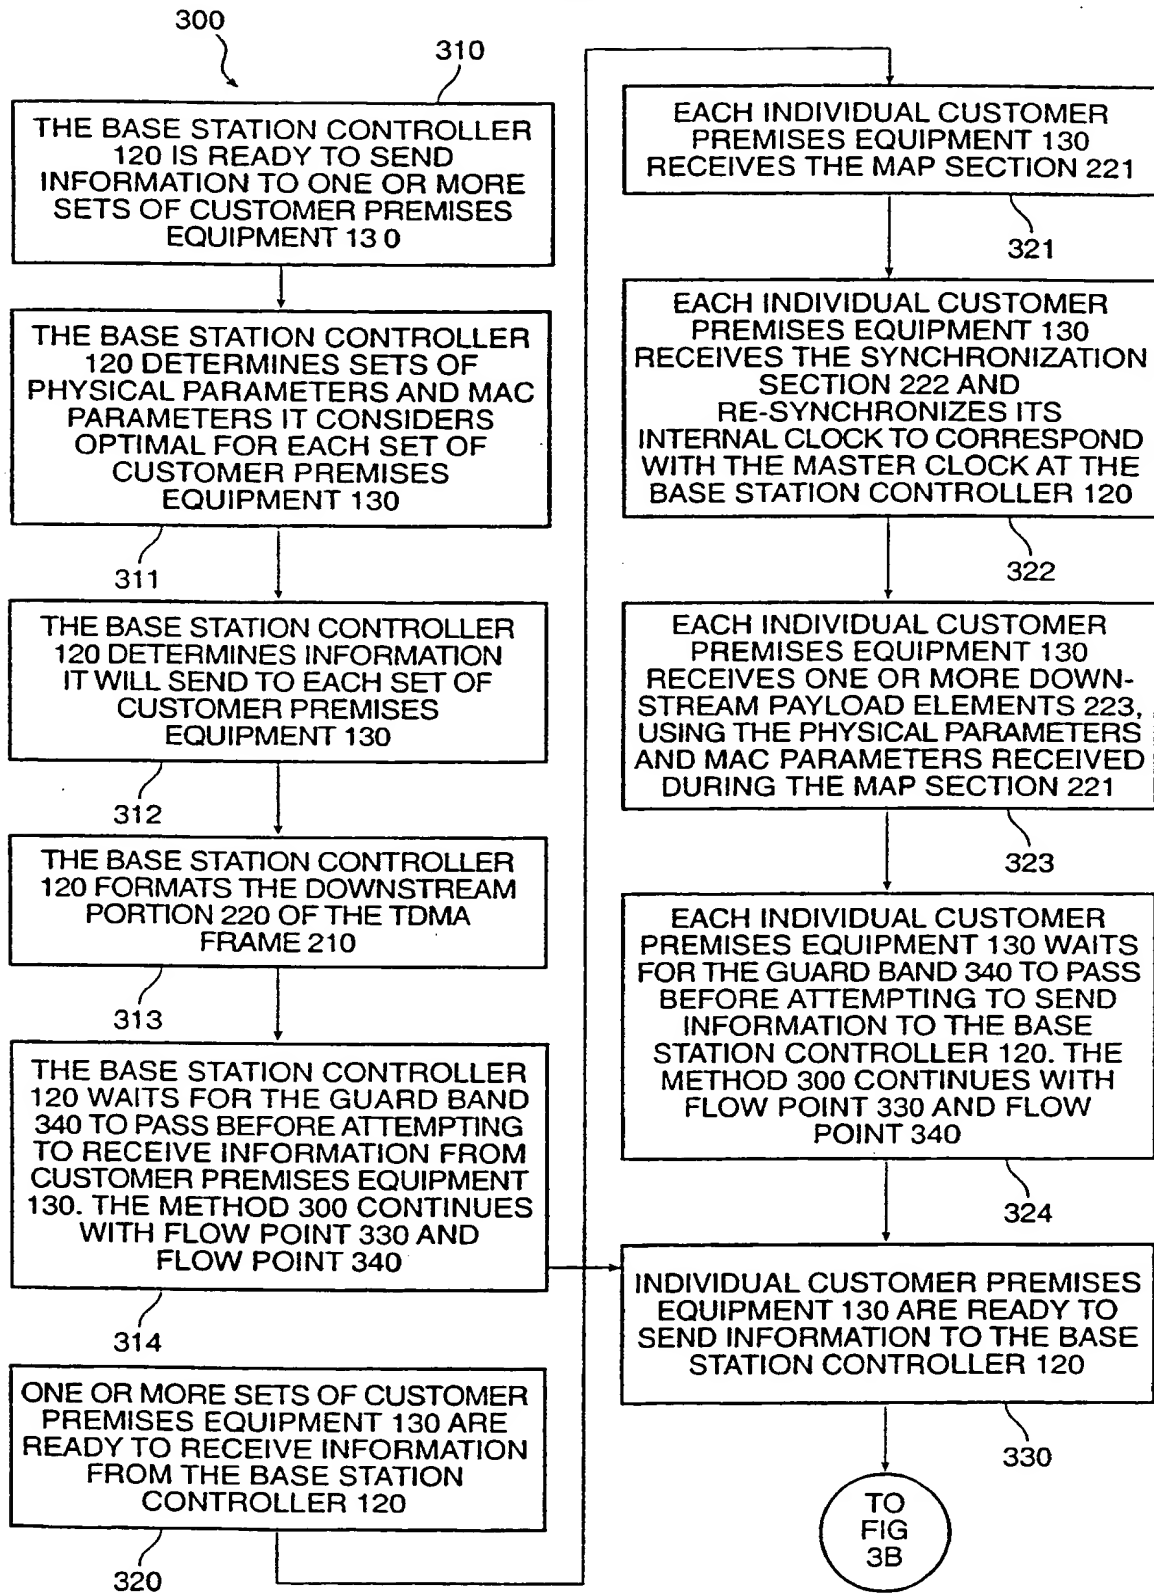 300
310
THE BASE STATION CONTROLLER
120 IS READY TO SEND
INFORMATION TO ONE OR MORE
SETS OF CUSTOMER PREMISES
EQUIPMENT 13 0
THE BASE STATION CONTROLLER
120 DETERMINES SETS OF
PHYSICAL PARAMETERS AND MAC
PARAMETERS IT CONSIDERS
OPTIMAL FOR EACH SET OF
CUSTOMER PREMISES
EQUIPMENT 130
311
THE BASE STATION CONTROLLER
120 DETERMINES INFORMATION
IT WILL SEND TO EACH SET OF
CUSTOMER PREMISES
EQUIPMENT 130
312
THE BASE STATION CONTROLLER
120 FORMATS THE DOWNSTREAM
PORTION 220 OF THE TDMA
FRAME 210
313
THE BASE STATION CONTROLLER
120 WAITS FOR THE GUARD BAND
340 TO PASS BEFORE ATTEMPTING
TO RECEIVE INFORMATION FROM
CUSTOMER PREMISES EQUIPMENT
130. THE METHOD 300 CONTINUES
WITH FLOW POINT 330 AND
FLOW POINT 340
314
ONE OR MORE SETS OF CUSTOMER
PREMISES EQUIPMENT 130 ARE
READY TO RECEIVE INFORMATION
FROM THE BASE STATION
CONTROLLER 120
320
EACH INDIVIDUAL CUSTOMER
PREMISES EQUIPMENT 130
RECEIVES THE MAP SECTION 221
321
EACH INDIVIDUAL CUSTOMER
PREMISES EQUIPMENT 130
RECEIVES THE SYNCHRONIZATION
SECTION 222 AND
RE-SYNCHRONIZES ITS
INTERNAL CLOCK TO CORRESPOND
WITH THE MASTER CLOCK AT THE
BASE STATION CONTROLLER 120
322
EACH INDIVIDUAL CUSTOMER
PREMISES EQUIPMENT 130
RECEIVES ONE OR MORE DOWN-
STREAM PAYLOAD ELEMENTS 223,
USING THE PHYSICAL PARAMETERS
AND MAC PARAMETERS RECEIVED
DURING THE MAP SECTION 221
323
EACH INDIVIDUAL CUSTOMER
PREMISES EQUIPMENT 130 WAITS
FOR THE GUARD BAND 340 TO PASS
BEFORE ATTEMPTING TO SEND
INFORMATION TO THE BASE
STATION CONTROLLER 120. THE
METHOD 300 CONTINUES WITH
FLOW POINT 330 AND FLOW
POINT 340
324
INDIVIDUAL CUSTOMER PREMISES
EQUIPMENT 130 ARE READY TO
SEND INFORMATION TO THE BASE
STATION CONTROLLER 120
330
TO
FIG
3B